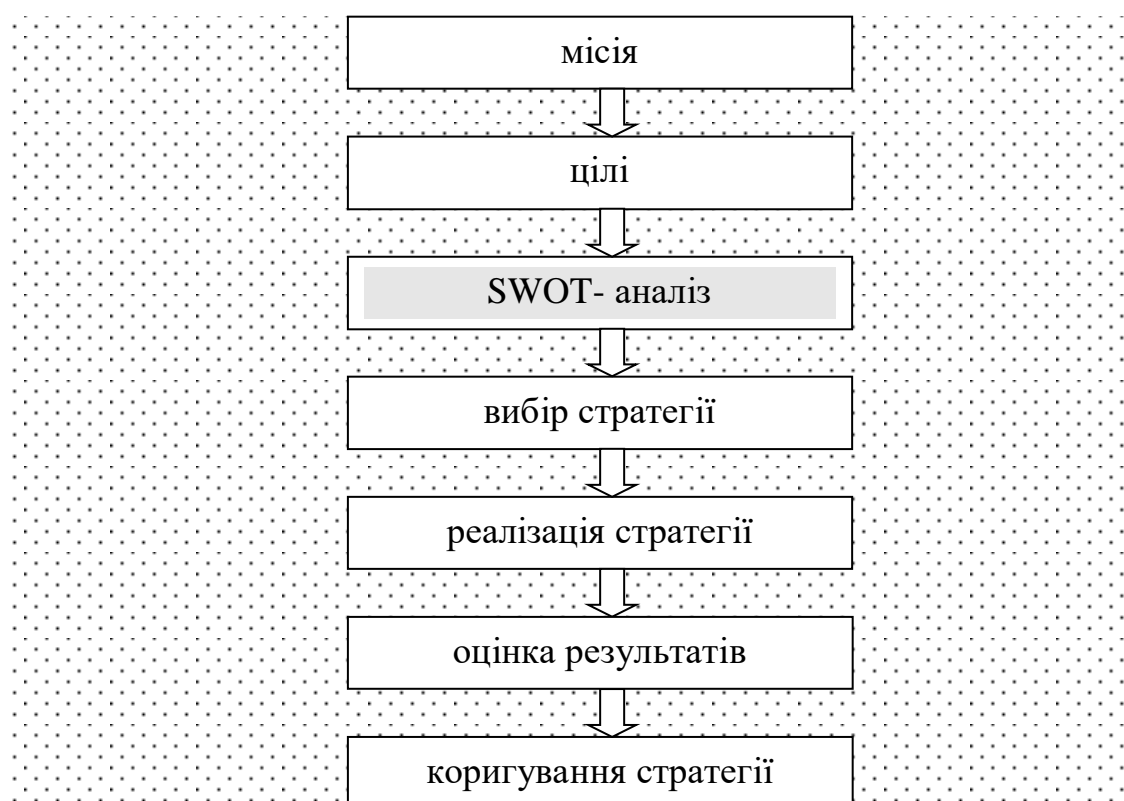 місія
цілі
SWOT- аналіз
вибір стратегії
реалізація стратегії
оцінка результатів
коригування стратегії